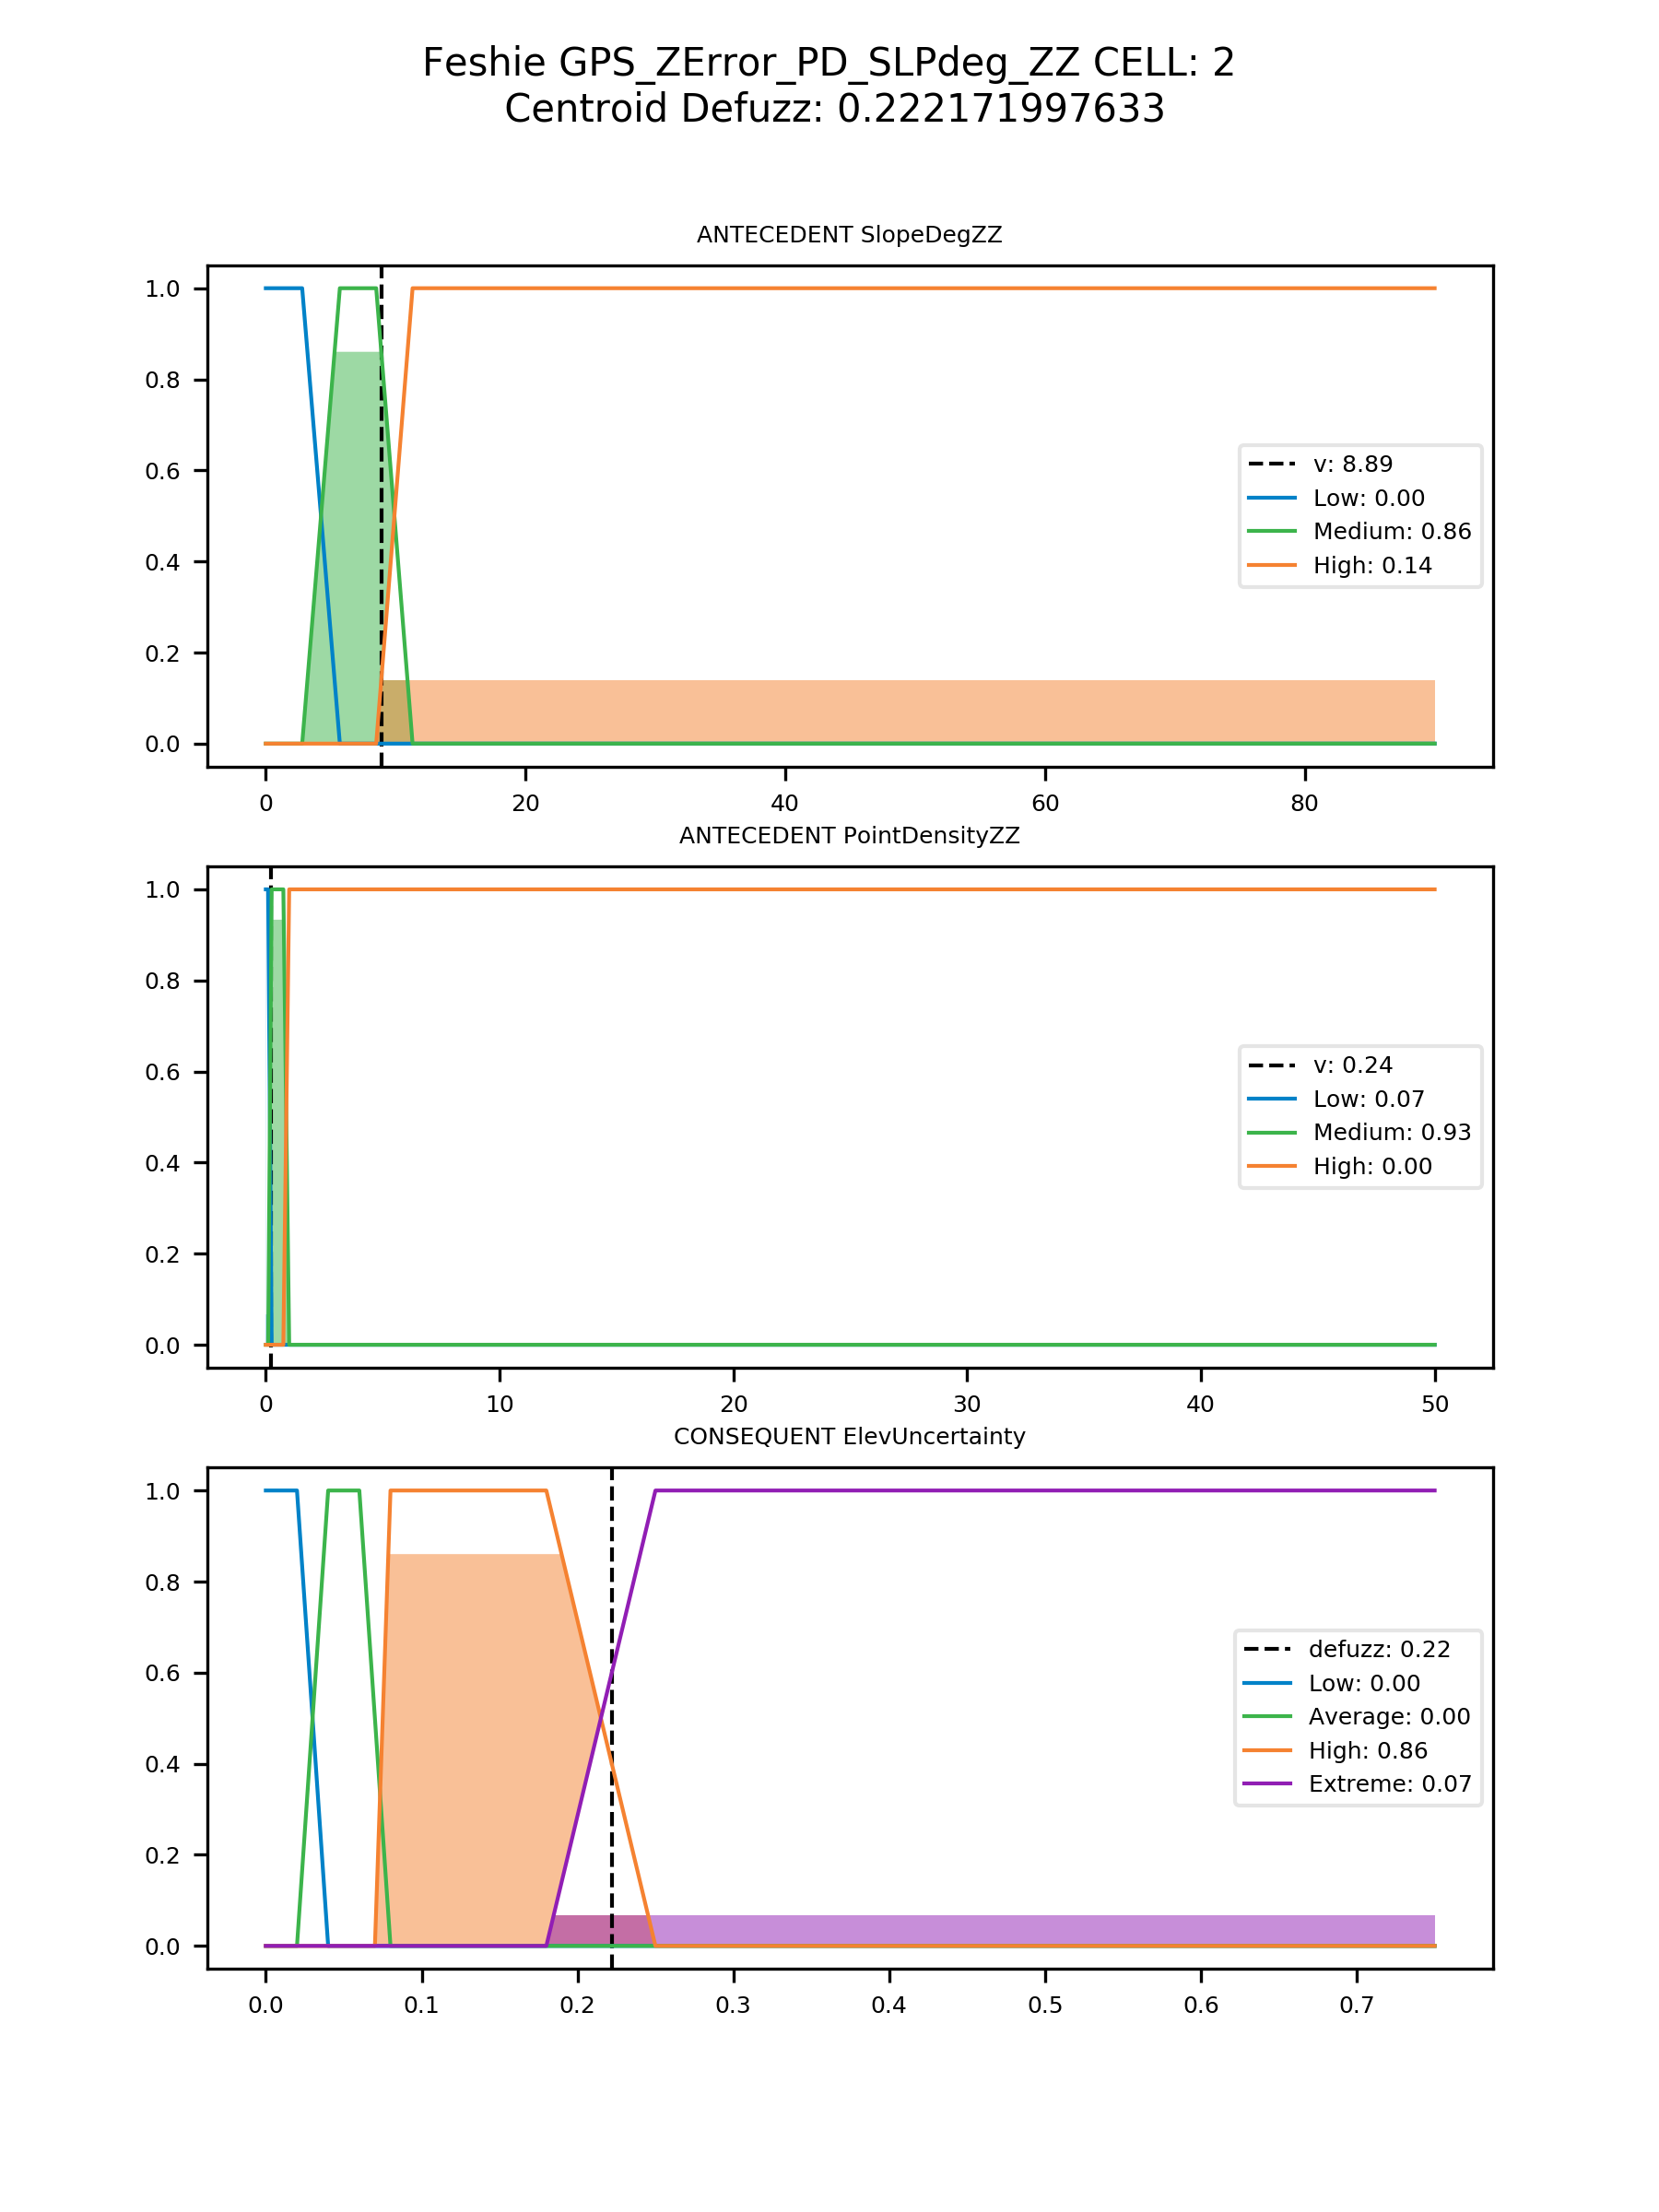 Feshie GPS_ZError_PD_SLPdeg_ZZ CELL: 2
Centroid Defuzz: 0.222171997633
ANTECEDENT SlopeDegZZ
1.0
0.8
0.6
0.4
0.2
0.0
v: 8.89
Low: 0.00
Medium: 0.86
High: 0.14
0 20 40 60 80
ANTECEDENT PointDensityZZ
1.0
0.8
0.6
0.4
0.2
0.0
v: 0.24
Low: 0.07
Medium: 0.93
High: 0.00
0 10 20 30 40 50
CONSEQUENT ElevUncertainty
1.0
0.8
0.6
0.4
0.2
0.0
defuzz: 0.22
Low: 0.00
Average: 0.00
High: 0.86
Extreme: 0.07
0.0 0.1 0.2 0.3 0.4 0.5 0.6 0.7